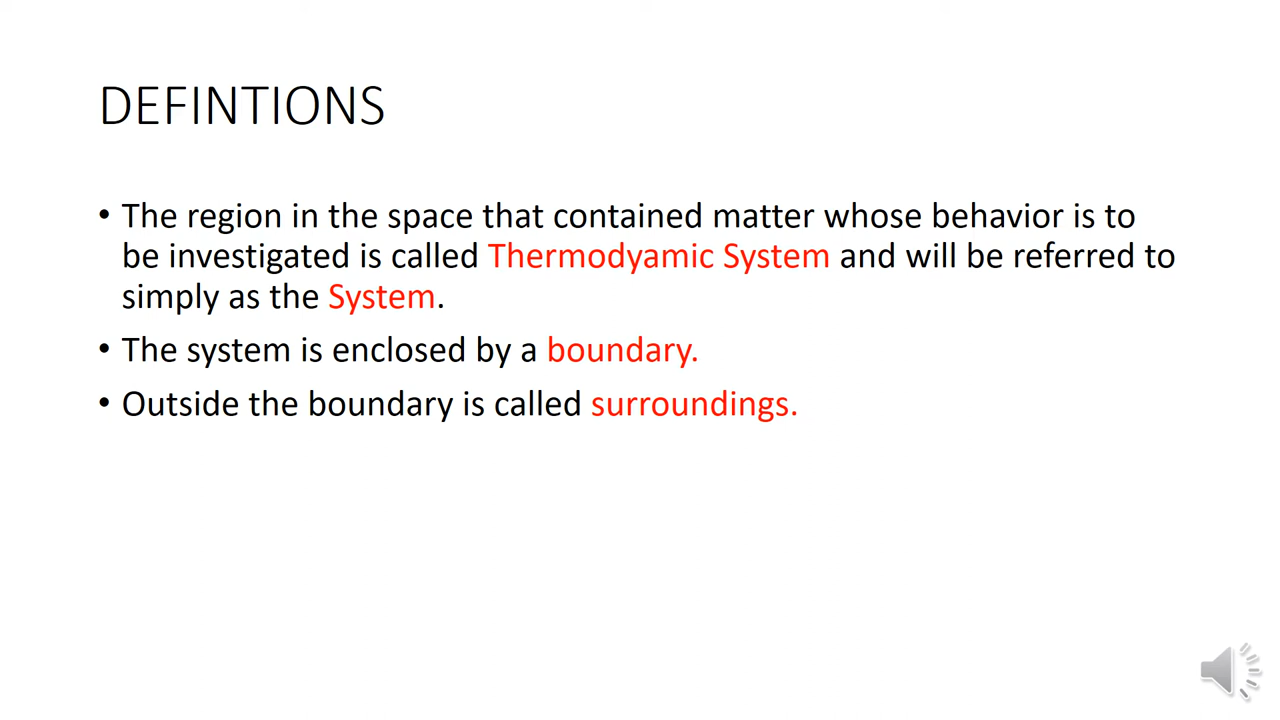 DEFINTIONS
• The region in the space that contained matter whose behavior is to
be investigated is called Thermodyamic System and will be referred to
simply as the System.
• The system is enclosed by a boundary.
• Outside the boundary is called surroundings.